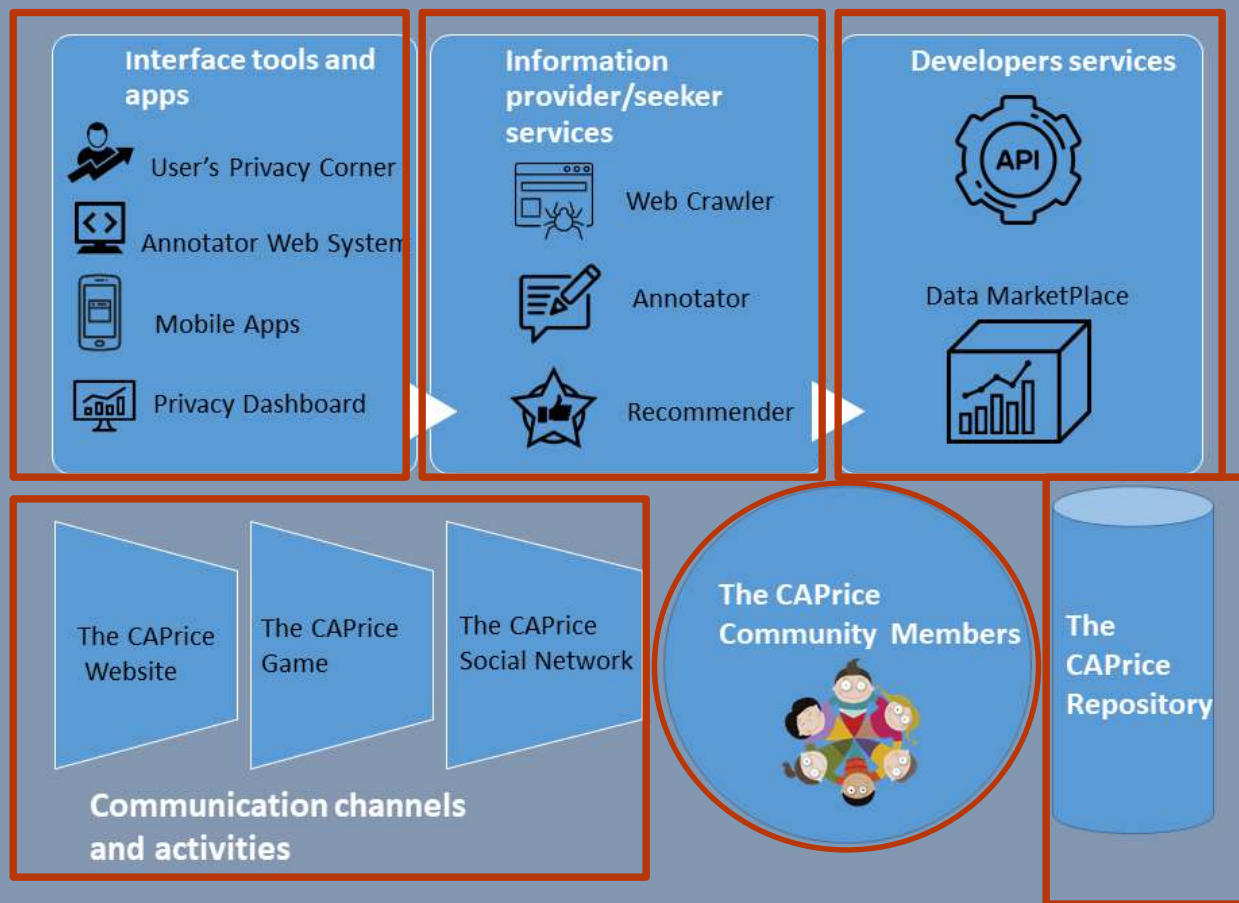 Interface tools and
apps
User's Privacy Corner
Annotator Web System
Mobile Apps
Privacy Dashboard
Information
provider/seeker
services
Web Crawler
Annotator
Recommender
Developers services
API
Data MarketPlace
The CAPrice
Website
The CAPrice
Game
The CAPrice
Social Network
Communication channels
and activities
The CAPrice
Community Members
The
CAPrice
Repository